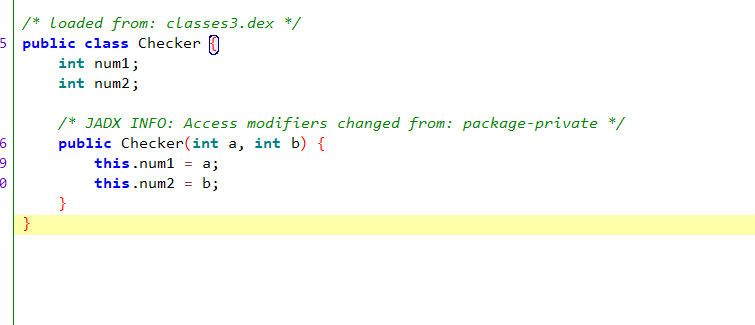 /* loaded from: classes3.dex */
5 public class Checker {
int num1;
int num2;
/* JADX INFO: Access modifiers changed from: package-private */
6 public Checker(int a, int b) {
9 this.num1 = a;
0 this.num2 = b;
}
}